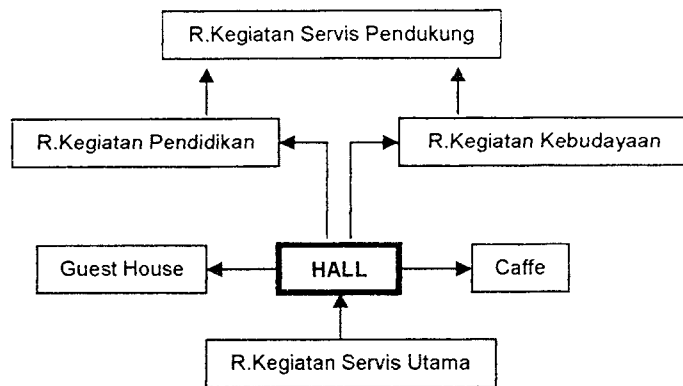 R.Kegiatan Servis Pendukung
R.Kegiatan Pendidikan
R.Kegiatan Kebudayaan
Guest House
HALL
Caffe
R.Kegiatan Servis Utama